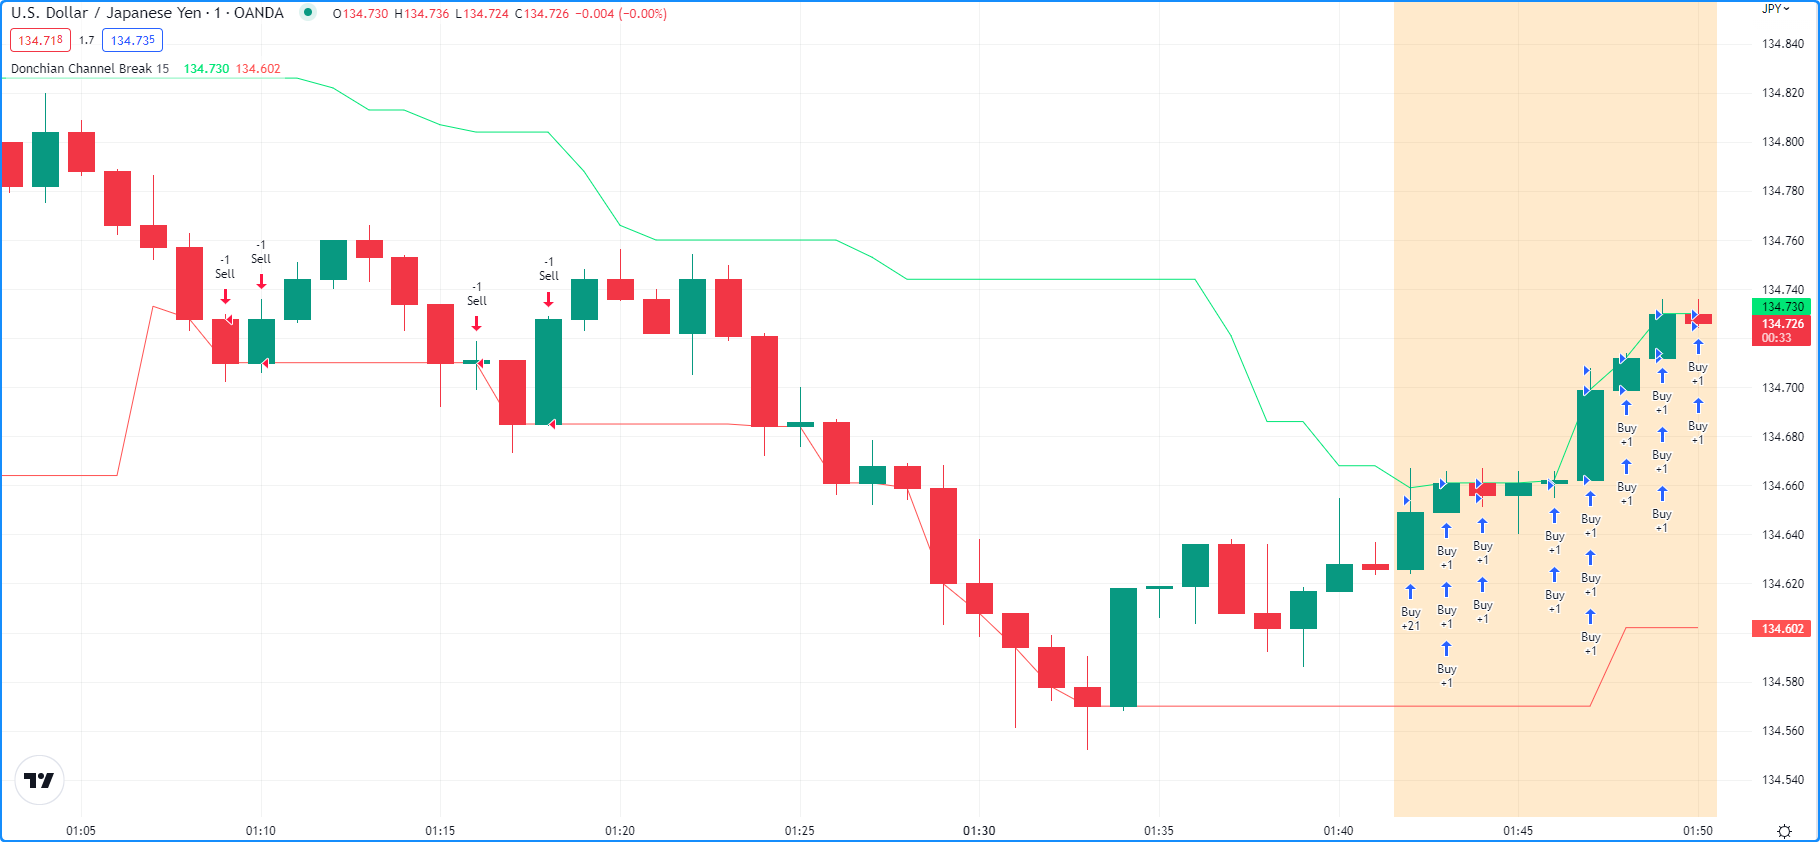 U.S. Dollar / Japanese Yen · 1 · OANDA O134.730 H134.736 L134.724 C134.726 −0.004 (−0.00%)
134.718 1.7 134.735
Donchian Channel Break 15 134.730 134.602
JPY
134.840
134.820
134.800
134.780
134.760
134.740
134.730
134.726
00:33
134.700
134.680
134.660
134.640
134.620
134.602
134.580
134.560
134.540
-1
Sell
-1
Sell
-1
Sell
-1
Sell
Buy
+21
Buy
+1
Buy
+1
Buy
+1
Buy
+1
Buy
+1
Buy
+1
Buy
+1
Buy
+1
Buy
+1
Buy
+1
Buy
+1
Buy
+1
Buy
+1
Buy
+1
Buy
+1
Buy
+1
Buy
+1
01:05 01:10 01:15 01:20 01:25 01:30 01:35 01:40 01:45 01:50